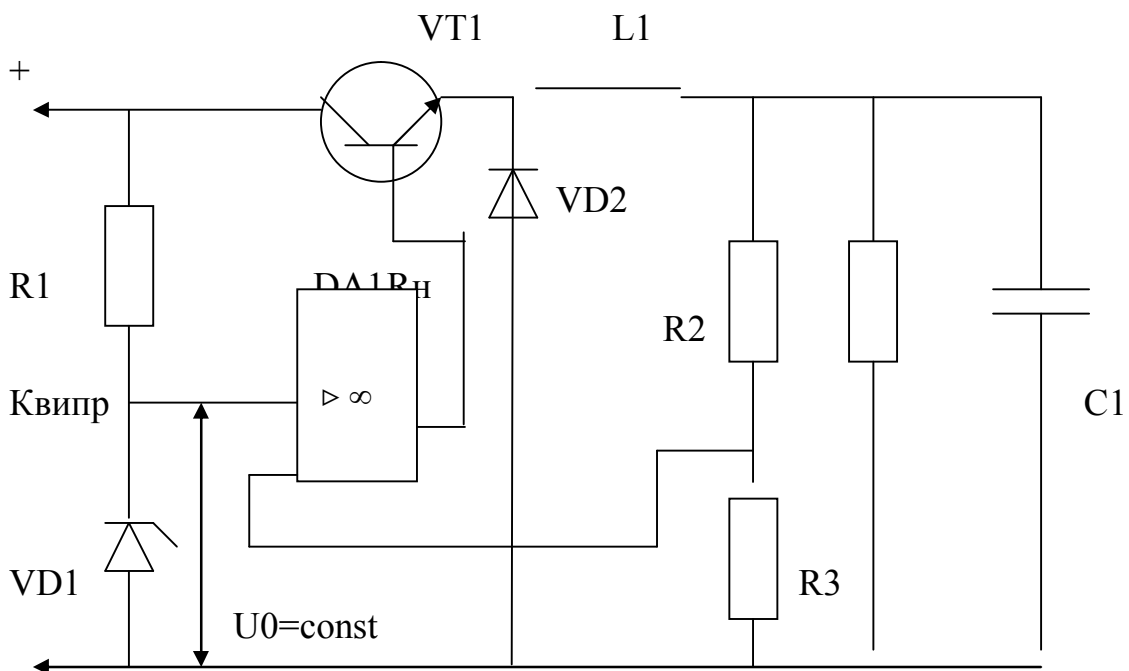 VT1 L1
+
VD2
R1 DA1Rн
R2
Квипр ▷ ∞ C1
VD1 R3
U0=const